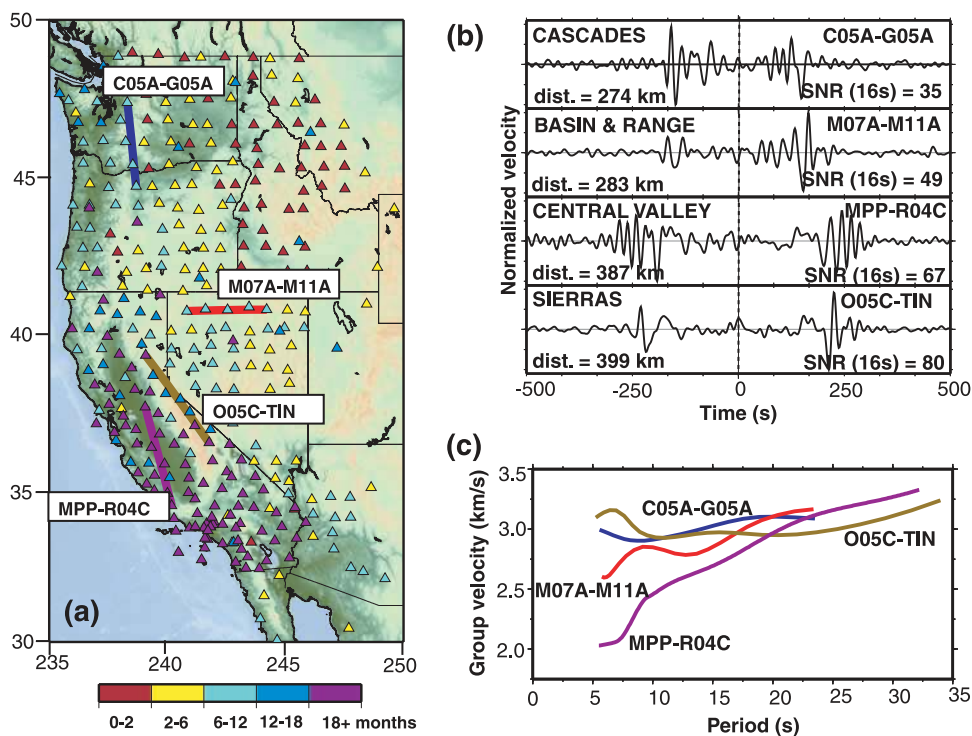 50
45
40
35
30
235
240
245
250
C05A-G05A
M07A-M11A
O05C-TIN
MPP-R04C
(a)
0-2
2-6
6-12
12-18
18+ months
(b)
Normalized velocity
CASCADES
C05A-G05A
dist. = 274 km
SNR (16s) = 35
BASIN & RANGE
M07A-M11A
dist. = 283 km
SNR (16s) = 49
CENTRAL VALLEY
MPP-R04C
dist. = 387 km
SNR (16s) = 67
SIERRAS
O05C-TIN
dist. = 399 km
SNR (16s) = 80
-500
-250
0
250
500
Time (s)
(c)
Group velocity (km/s)
3.5
3.0
2.5
2.0
C05A-G05A
O05C-TIN
M07A-M11A
MPP-R04C
0
5
10
15
20
25
30
35
Period (s)